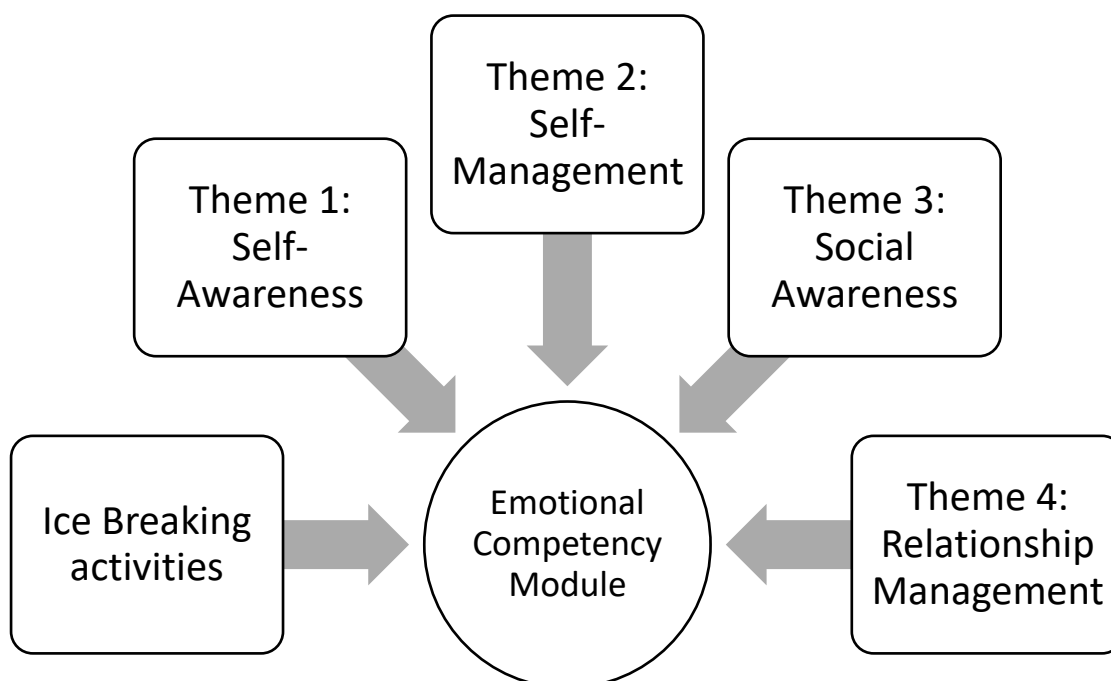 Theme 1:
Self-
Awareness
Theme 2:
Self-
Management
Theme 3:
Social
Awareness
Ice Breaking
activities
Emotional
Competency
Module
Theme 4:
Relationship
Management